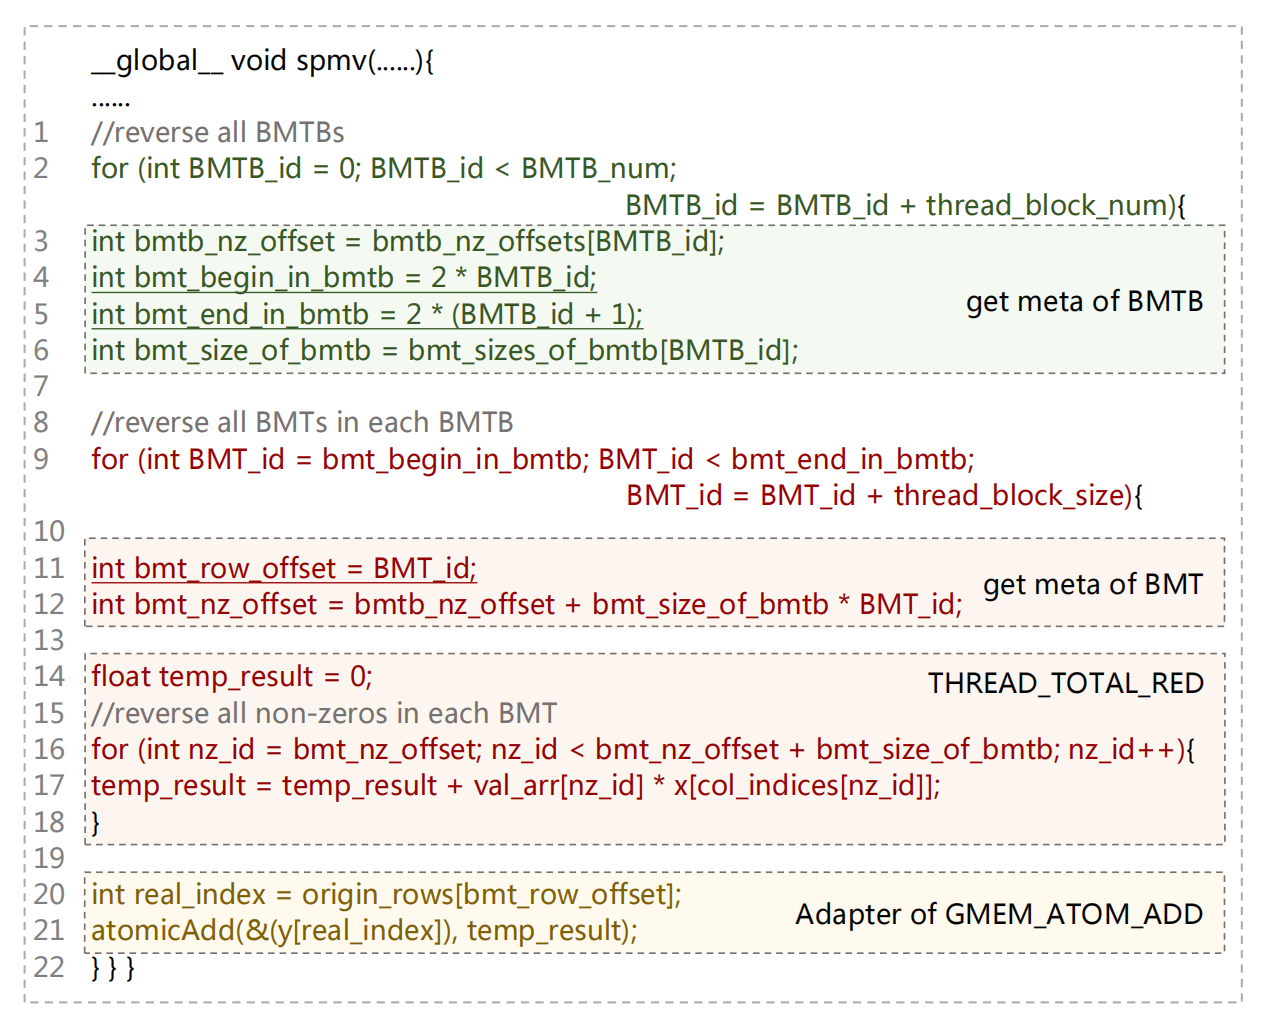 __global__ void spmv(......){
......
1 //reverse all BMTBs
2 for (int BMTB_id = 0; BMTB_id < BMTB_num;
BMTB_id = BMTB_id + thread_block_num){
3 int bmtb_nz_offset = bmtb_nz_offsets[BMTB_id];
4 int bmt_begin_in_bmtb = 2 * BMTB_id;
5 int bmt_end_in_bmtb = 2 * (BMTB_id + 1);
get meta of BMTB
6 int bmt_size_of_bmtb = bmt_sizes_of_bmtb[BMTB_id];
7
8 //reverse all BMTs in each BMTB
9 for (int BMT_id = bmt_begin_in_bmtb; BMT_id < bmt_end_in_bmtb;
BMT_id = BMT_id + thread_block_size){
10
11 int bmt_row_offset = BMT_id;
get meta of BMT
12 int bmt_nz_offset = bmtb_nz_offset + bmt_size_of_bmtb * BMT_id;
13
14 float temp_result = 0;
THREAD_TOTAL_RED
15 //reverse all non-zeros in each BMT
16 for (int nz_id = bmt_nz_offset; nz_id < bmt_nz_offset + bmt_size_of_bmtb; nz_id++){
17 temp_result = temp_result + val_arr[nz_id] * x[col_indices[nz_id]];
18 }
19
20 int real_index = origin_rows[bmt_row_offset];
Adapter of GMEM_ATOM_ADD
21 atomicAdd(&(y[real_index]), temp_result);
22 } } }